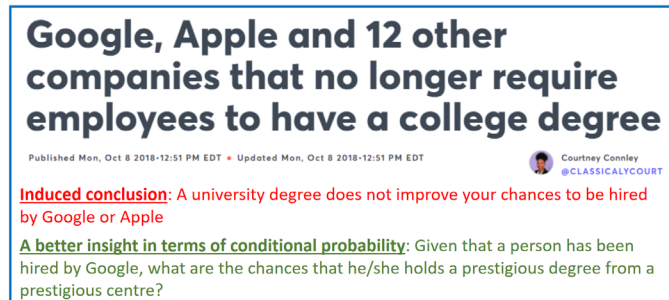 Google, Apple and 12 other
companies that no longer require
employees to have a college degree
Published Mon, Oct 8 2018•12:51 PM EDT • Updated Mon, Oct 8 2018•12:51 PM EDT
Courtney Connley
@CLASSICALYCOURT
Induced conclusion: A university degree does not improve your chances to be hired
by Google or Apple
A better insight in terms of conditional probability: Given that a person has been
hired by Google, what are the chances that he/she holds a prestigious degree from a
prestigious centre?